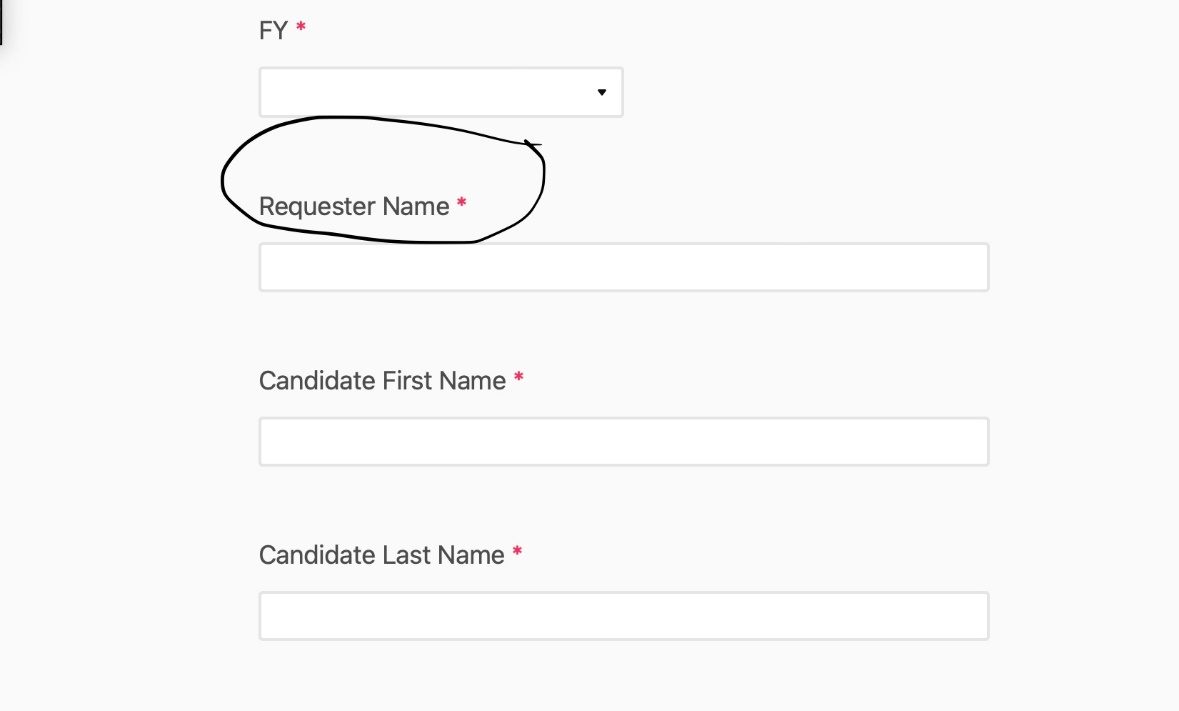 FY *
Requester Name *
Candidate First Name *
Candidate Last Name *